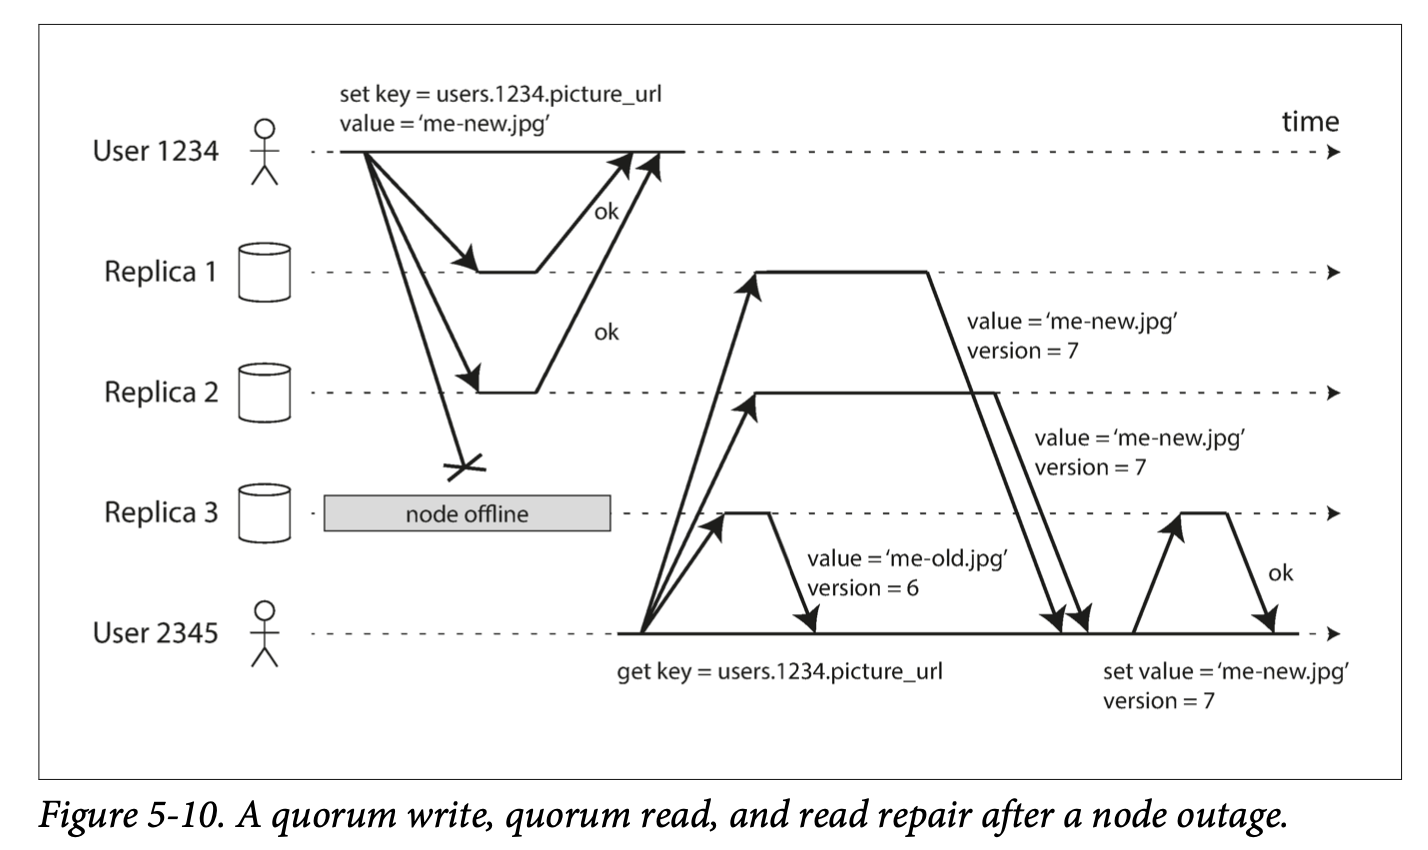 set key = users.1234.picture_url
value = ‘me-new.jpg’
time
User 1234
ok
Replica 1
value = ‘me-new.jpg’
version = 7
ok
Replica 2
value = ‘me-new.jpg’
version = 7
Replica 3
node offline
value = ‘me-old.jpg’
version = 6
ok
User 2345
get key = users.1234.picture_url
set value = ‘me-new.jpg’
version = 7
Figure 5-10. A quorum write, quorum read, and read repair after a node outage.